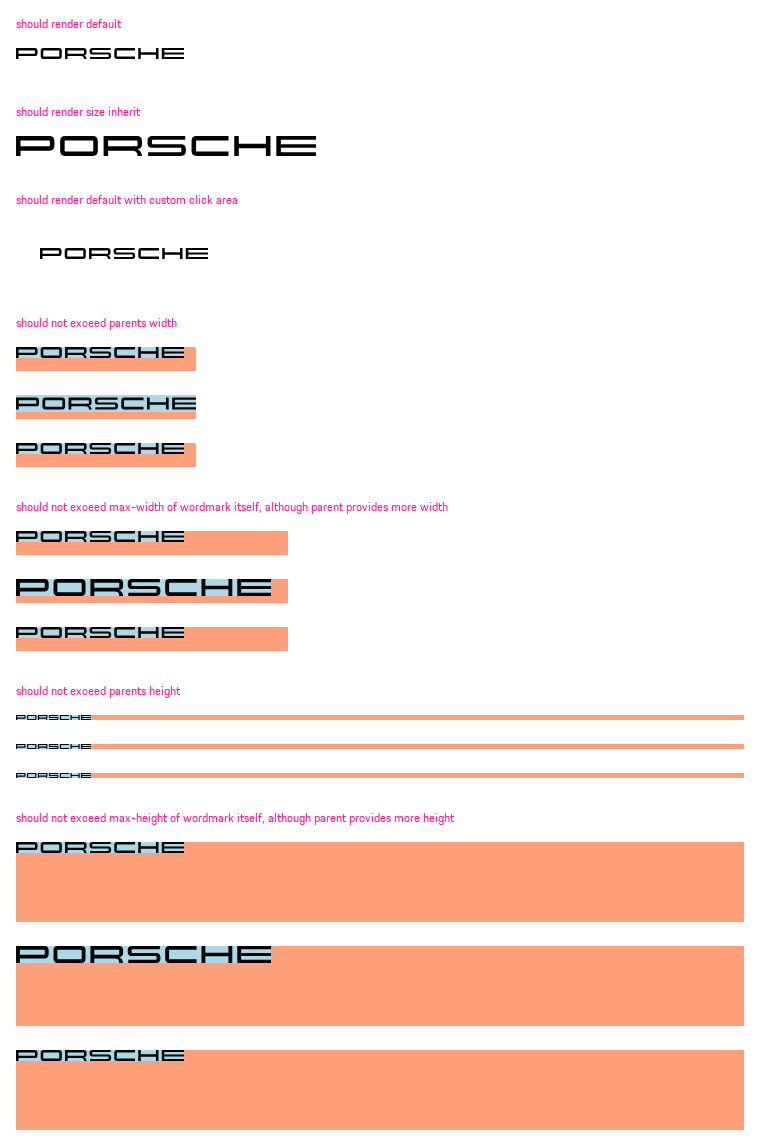 should render default
PORSCHE
should render size inherit
PORSCHE
should render default with custom click area
PORSCHE
should not exceed parents width
PORSCHE
PORSCHE
PORSCHE
should not exceed max-width of wordmark itself, although parent provides more width
PORSCHE
PORSCHE
PORSCHE
should not exceed parents height
PORSCHE
PORSCHE
PORSCHE
should not exceed max-height of wordmark itself, although parent provides more height
PORSCHE
PORSCHE
PORSCHE